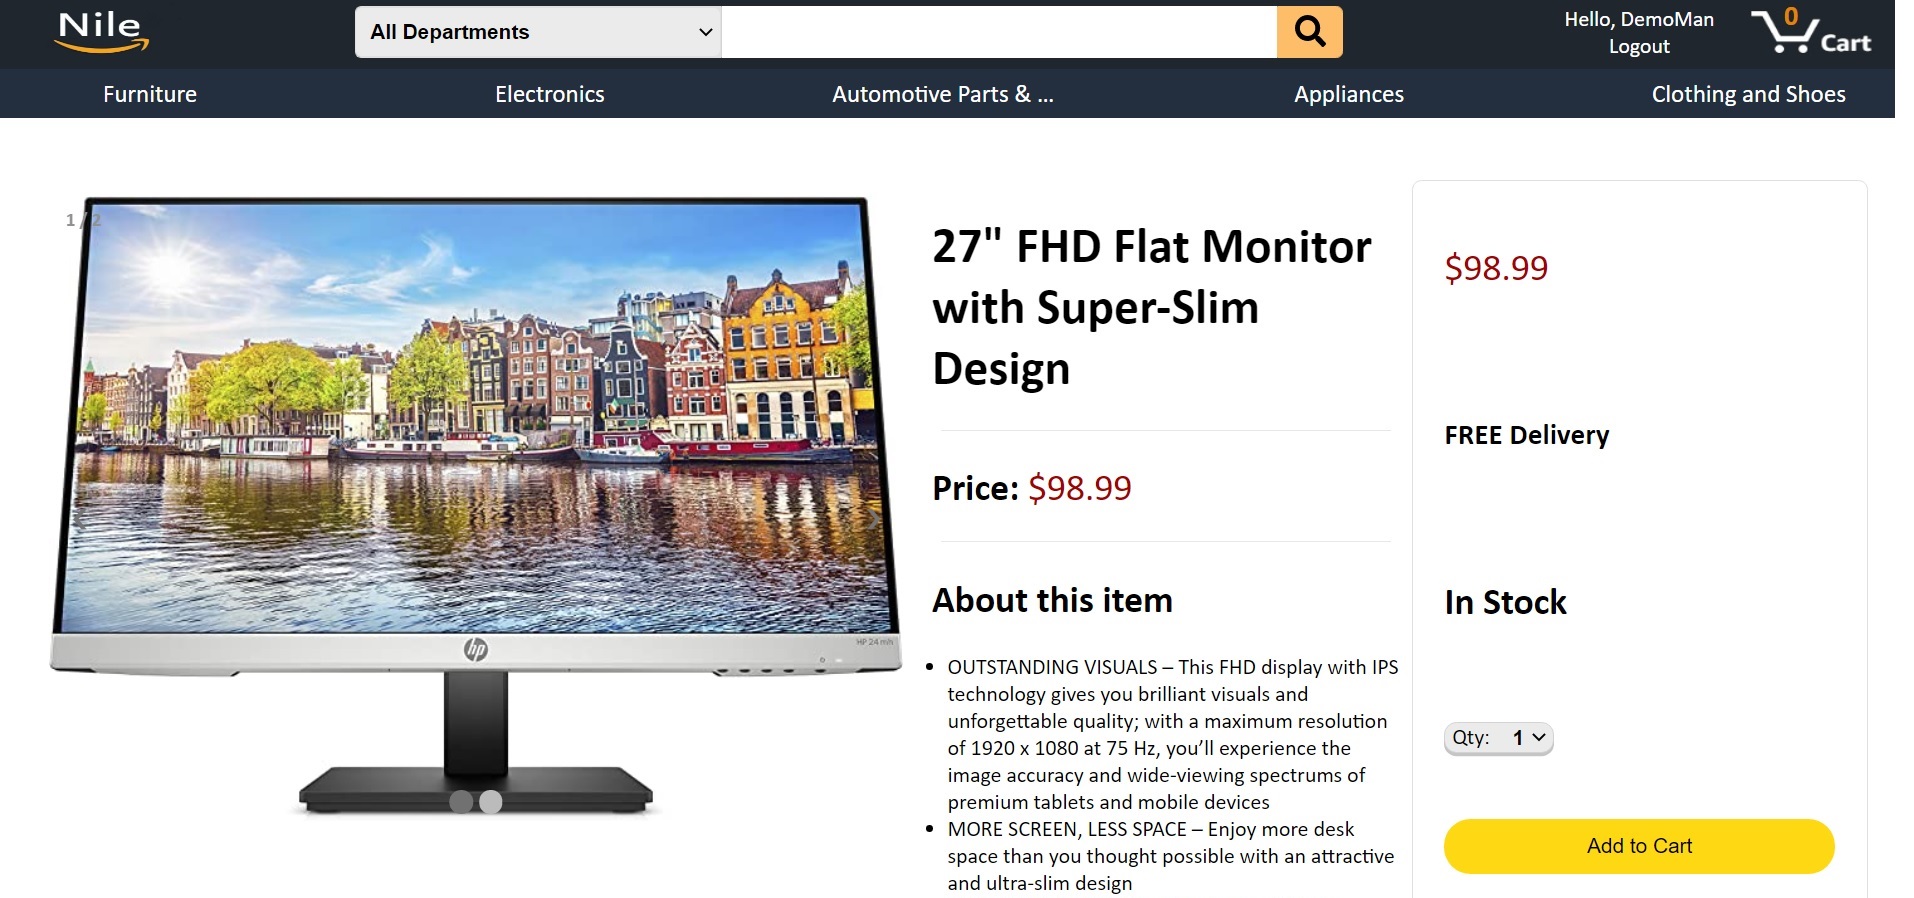 Nile
All Departments
Hello, DemoMan
Logout
0
Cart
Furniture
Electronics
Automotive Parts & ...
Appliances
Clothing and Shoes
1 / 2
hp
HP 24 mh
27" FHD Flat Monitor
with Super-Slim
Design
Price: $98.99
About this item
OUTSTANDING VISUALS – This FHD display with IPS
technology gives you brilliant visuals and
unforgettable quality; with a maximum resolution
of 1920 x 1080 at 75 Hz, you’ll experience the
image accuracy and wide-viewing spectrums of
premium tablets and mobile devices
MORE SCREEN, LESS SPACE – Enjoy more desk
space than you thought possible with an attractive
and ultra-slim design
$98.99
FREE Delivery
In Stock
Qty: 1
Add to Cart